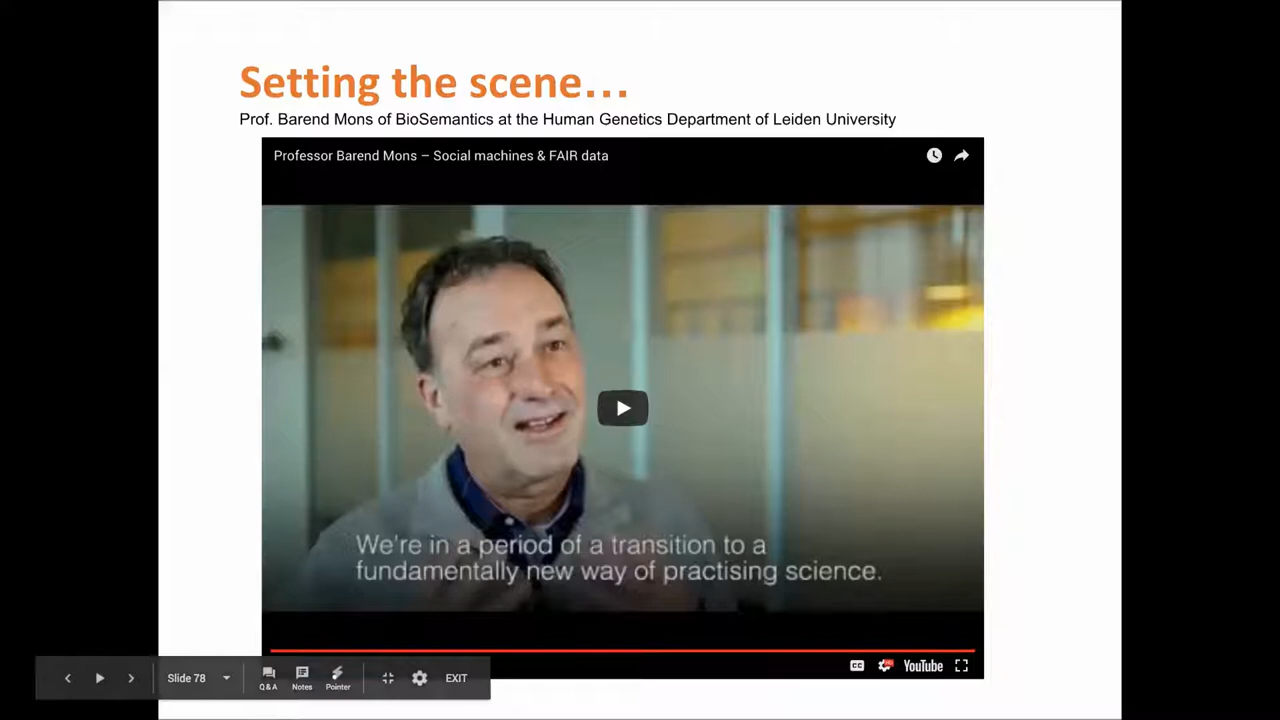 Setting the scene…
Prof. Barend Mons of BioSemantics at the Human Genetics Department of Leiden University
Professor Barend Mons – Social machines & FAIR data
We're in a period of a transition to a
fundamentally new way of practising science.
CC
YouTube
Slide 78
Q&A
Notes
Pointer
EXIT